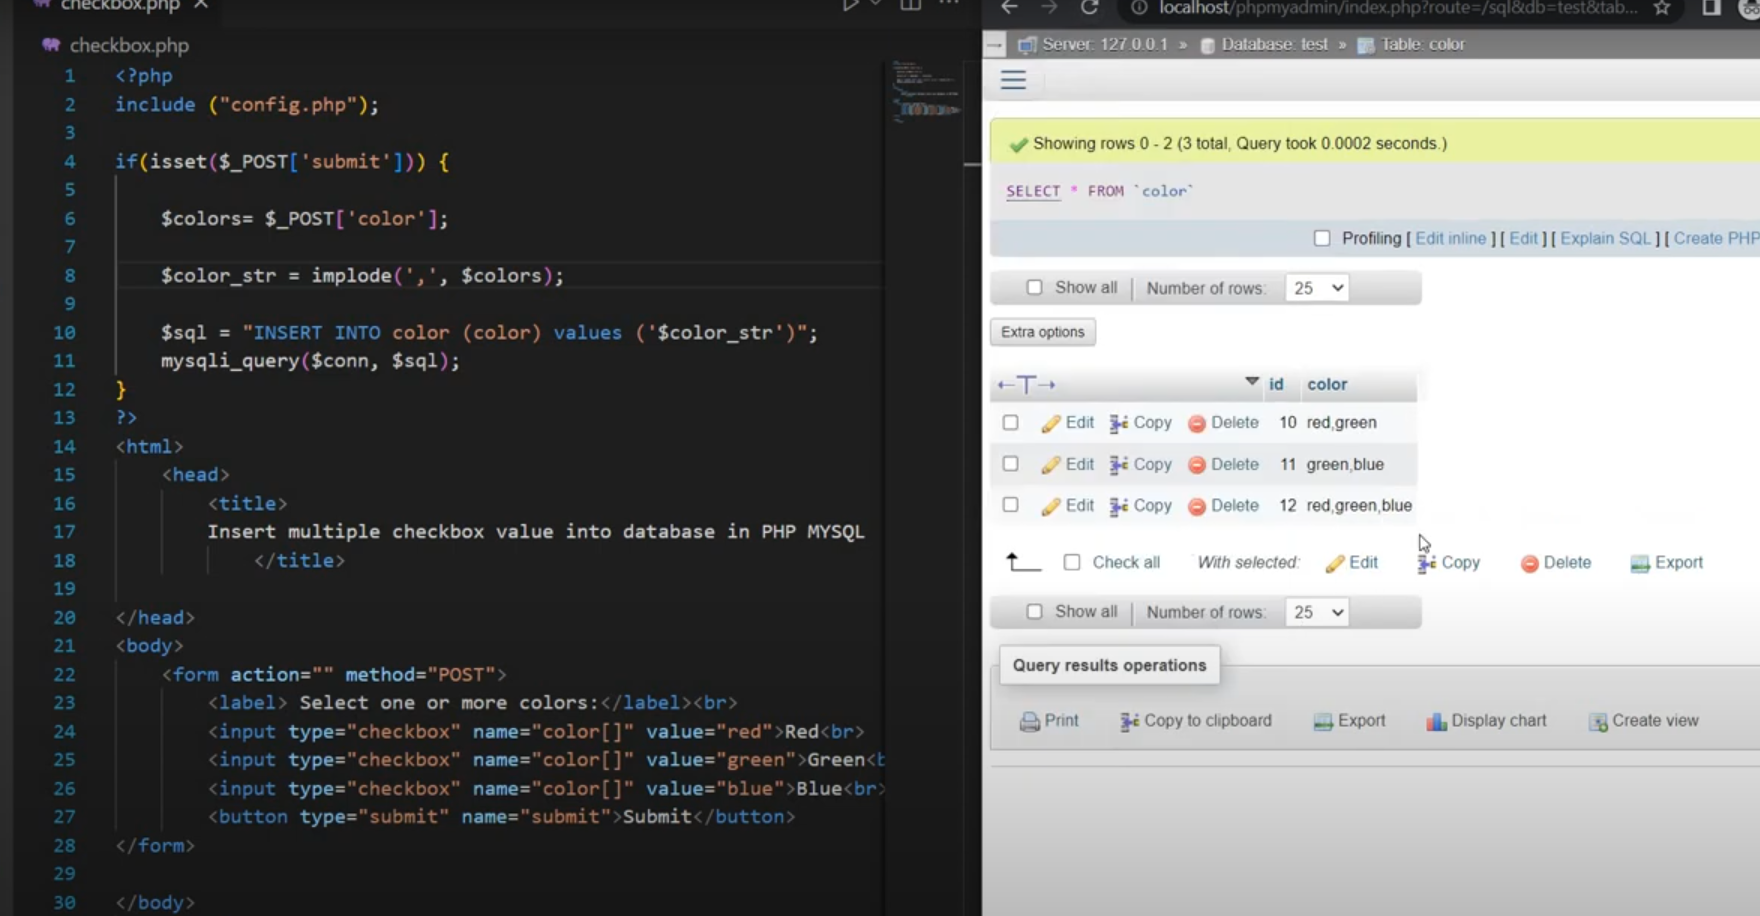 checkbox.php
checkbox.php
1 <?php
2 include ("config.php");
3
4 if(isset($_POST['submit'])) {
5
6 $colors= $_POST['color'];
7
8 $color_str = implode(',', $colors);
9
10 $sql = "INSERT INTO color (color) values ('$color_str')";
11 mysqli_query($conn, $sql);
12 }
13 ?>
14 <html>
15 <head>
16 <title>
17 Insert multiple checkbox value into database in PHP MYSQL
18 </title>
19
20 </head>
21 <body>
22 <form action="" method="POST">
23 <label> Select one or more colors:</label><br>
24 <input type="checkbox" name="color[]" value="red">Red<br>
25 <input type="checkbox" name="color[]" value="green">Green<b
26 <input type="checkbox" name="color[]" value="blue">Blue<br>
27 <button type="submit" name="submit">Submit</button>
28 </form>
29
30 </body>
localhost/phpmyadmin/index.php?route=/sql&db=test&tab...
Server: 127.0.0.1 » Database: test » Table: color
Showing rows 0 - 2 (3 total, Query took 0.0002 seconds.)
SELECT * FROM `color`
Profiling [ Edit inline ] [ Edit ] [ Explain SQL ] [ Create PHP
Show all Number of rows: 25
Extra options
←T→ id color
Edit Copy Delete 10 red,green
Edit Copy Delete 11 green,blue
Edit Copy Delete 12 red,green,blue
Check all With selected: Edit Copy Delete Export
Show all Number of rows: 25
Query results operations
Print Copy to clipboard Export Display chart Create view